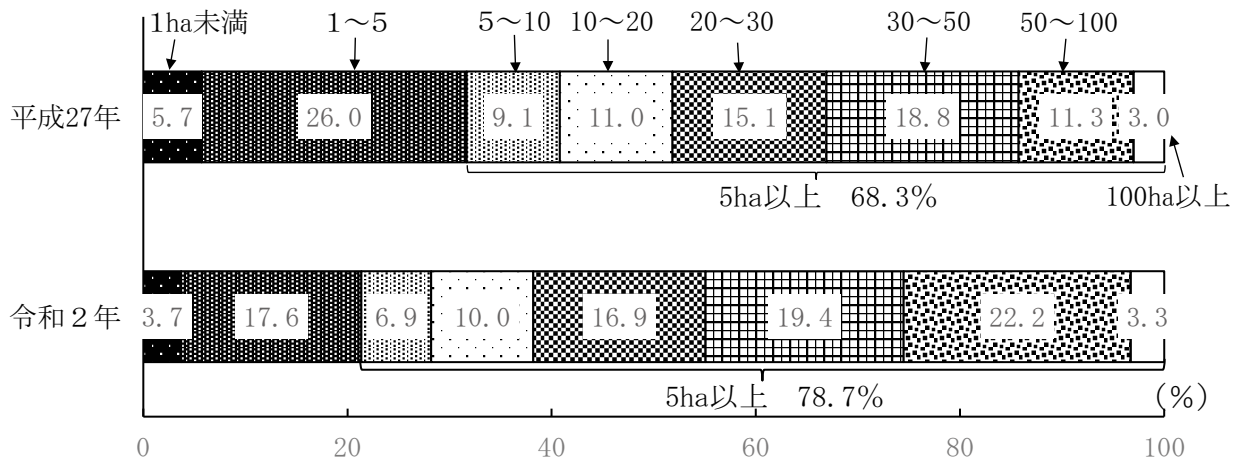 1ha未満 1～5 5～10 10～20 20～30 30～50 50～100
平成27年 5.7 26.0 9.1 11.0 15.1 18.8 11.3 3.0
5ha以上 68.3% 100ha以上
令和２年 3.7 17.6 6.9 10.0 16.9 19.4 22.2 3.3
5ha以上 78.7% (%)
0 20 40 60 80 100